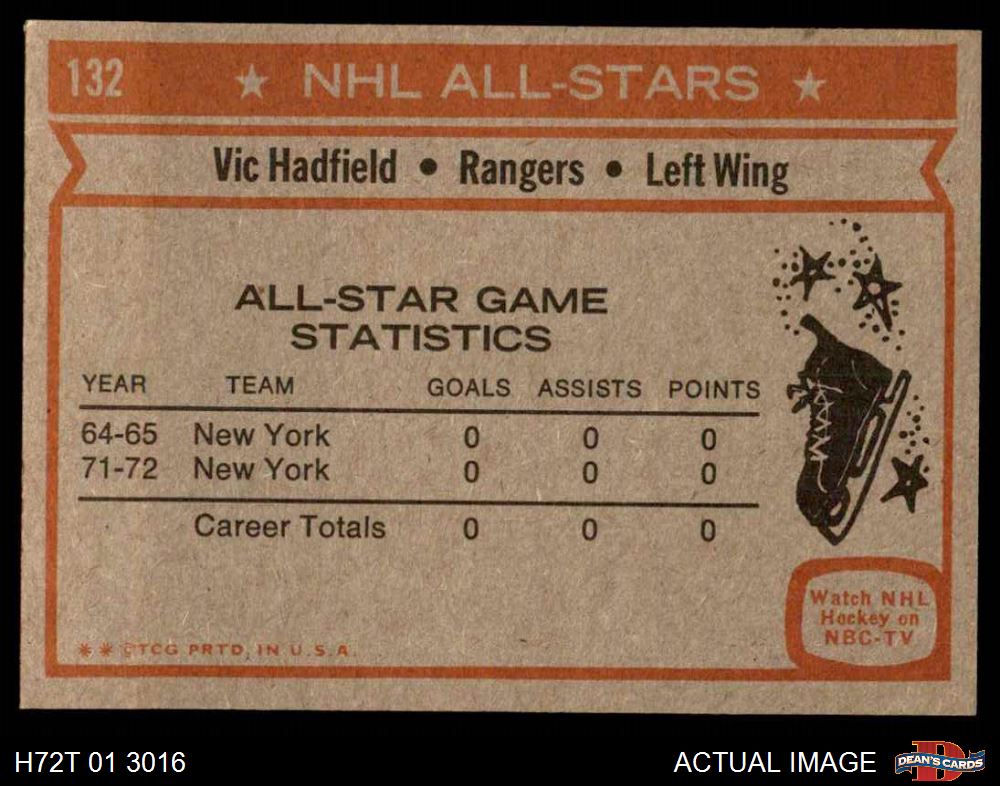 132 ★ NHL ALL-STARS ★
Vic Hadfield • Rangers • Left Wing
ALL-STAR GAME
STATISTICS
YEAR TEAM GOALS ASSISTS POINTS
64-65 New York 0 0 0
71-72 New York 0 0 0
Career Totals 0 0 0
Watch NHL
Hockey on
NBC-TV
* * ©TCG PRTD. IN U.S.A.
H72T 01 3016
ACTUAL IMAGE
D
DEAN'S CARDS